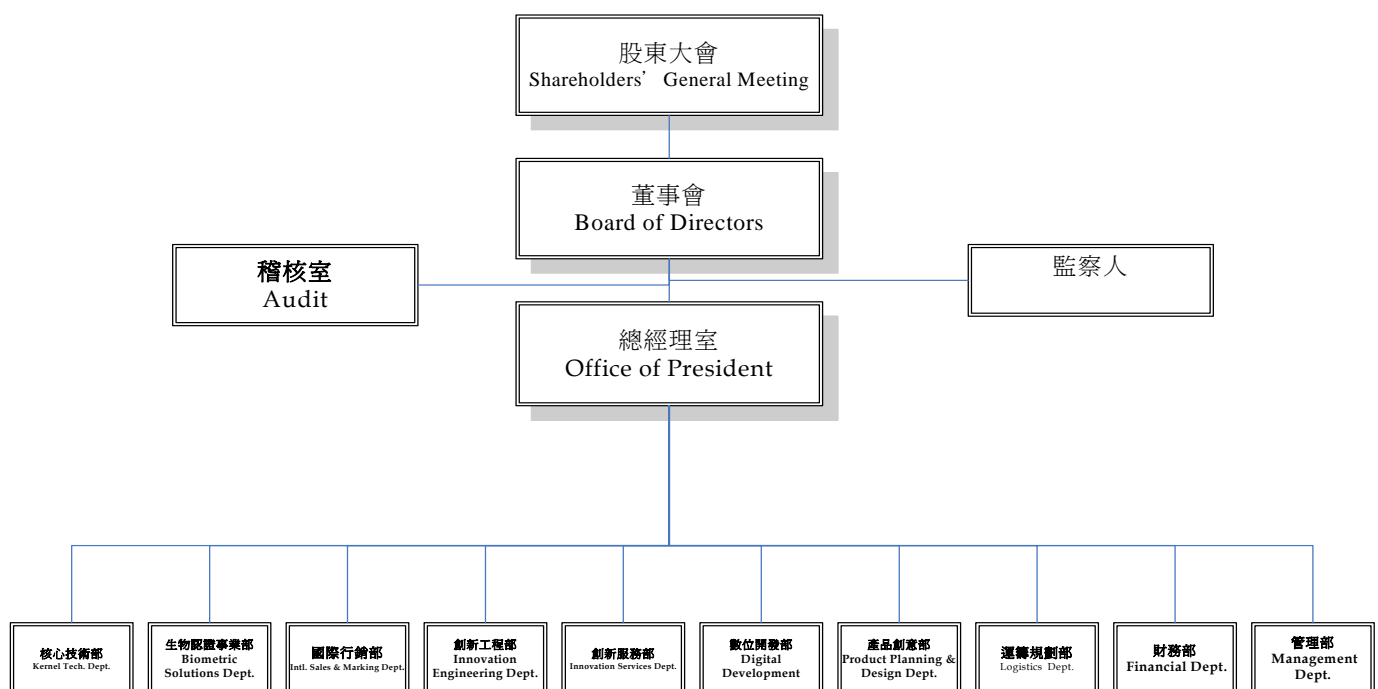 股東大會
Shareholders’ General Meeting
董事會
Board of Directors
稽核室
Audit
監察人
總經理室
Office of President
核心技術部
Kernel Tech. Dept.
生物認證事業部
Biometric
Solutions Dept.
國際行銷部
Intl. Sales & Marking Dept.
創新工程部
Innovation
Engineering Dept.
創新服務部
Innovation Services Dept.
數位開發部
Digital
Development
產品創意部
Product Planning &
Design Dept.
運籌規劃部
Logistics Dept.
財務部
Financial Dept.
管理部
Management
Dept.